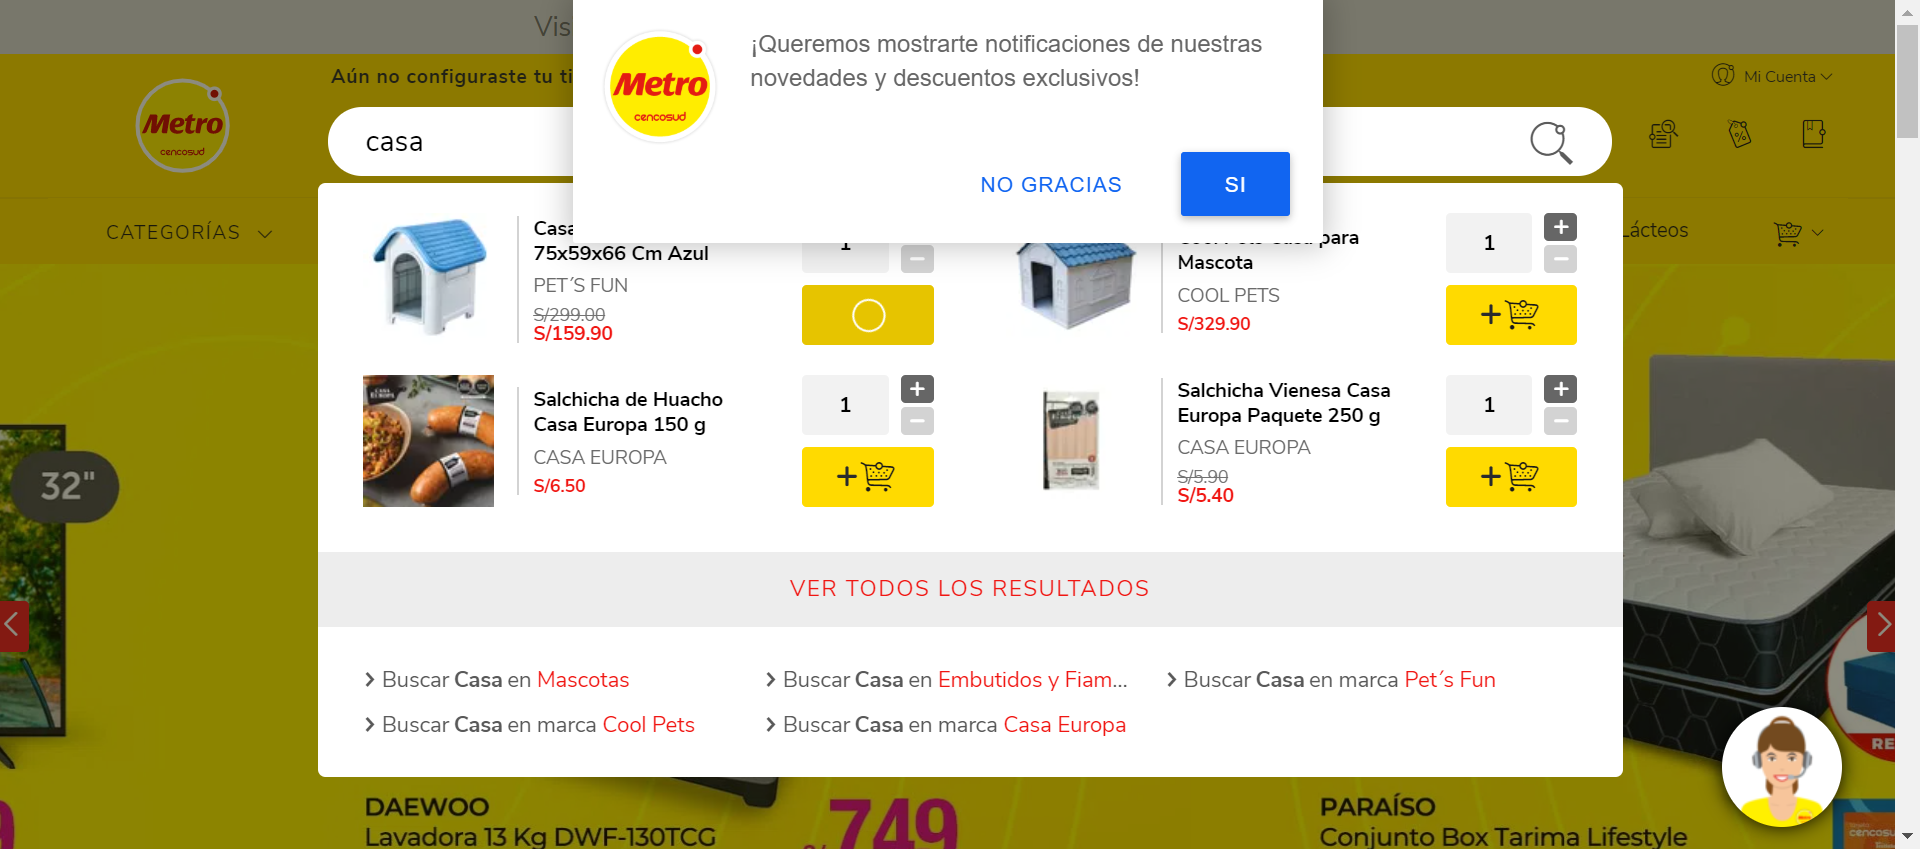 Vis
¡Queremos mostrarte notificaciones de nuestras
novedades y descuentos exclusivos!
Metro
cencosud
NO GRACIAS
SI
Aún no configuraste tu ti
Mi Cuenta
Metro
cencosud
casa
CATEGORÍAS
Lácteos
Casa
75x59x66 Cm Azul
PET´S FUN
S/299.00
S/159.90
1
Cool Pets Casa para
Mascota
COOL PETS
S/329.90
1
Salchicha de Huacho
Casa Europa 150 g
CASA EUROPA
S/6.50
1
Salchicha Vienesa Casa
Europa Paquete 250 g
CASA EUROPA
S/5.90
S/5.40
1
32"
VER TODOS LOS RESULTADOS
Buscar Casa en Mascotas
Buscar Casa en Embutidos y Fiam...
Buscar Casa en marca Pet´s Fun
Buscar Casa en marca Cool Pets
Buscar Casa en marca Casa Europa
RE
DAEWOO
Lavadora 13 Kg DWF-130TCG
749
PARAÍSO
Conjunto Box Tarima Lifestyle
cencosu